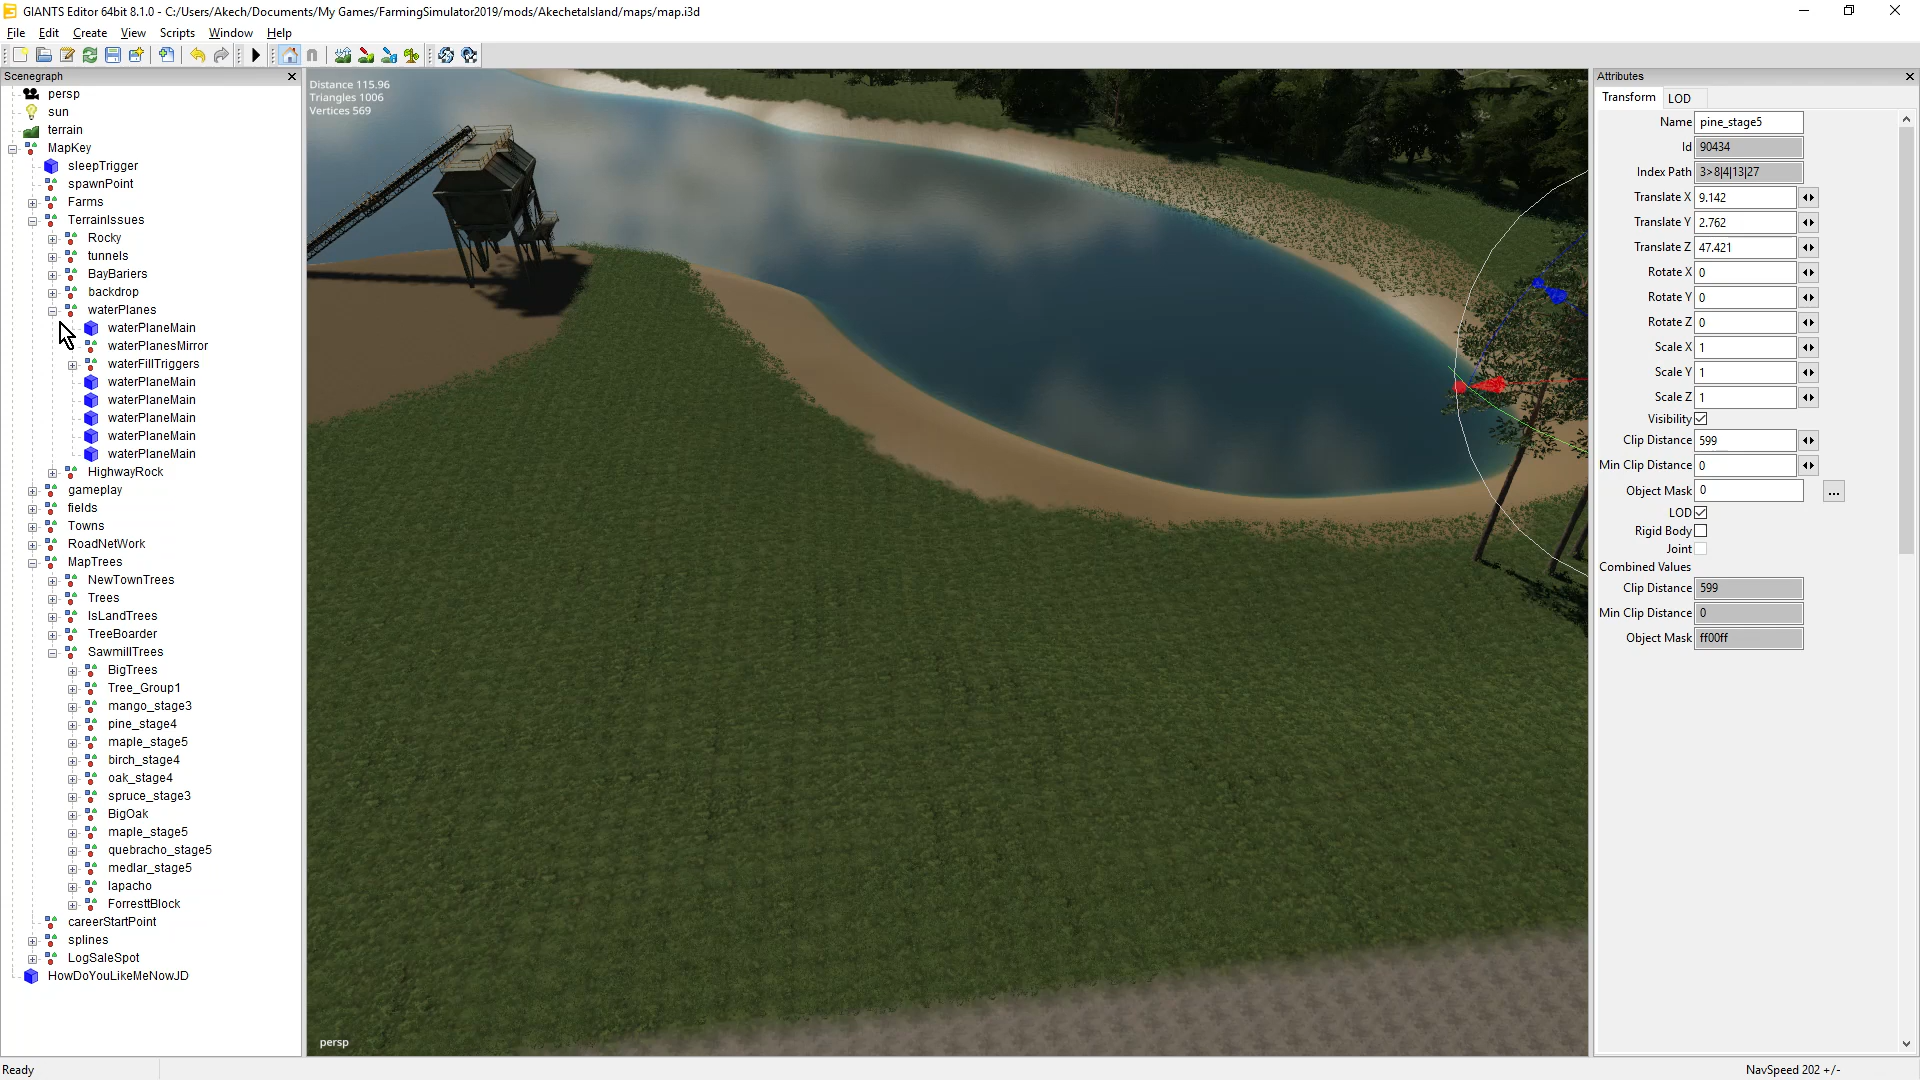 GIANTS Editor 64bit 8.1.0 - C:/Users/Akech/Documents/My Games/FarmingSimulator2019/mods/AkechetaIsland/maps/map.i3d
File Edit Create View Scripts Window Help
Scenegraph
persp
sun
terrain
MapKey
sleepTrigger
spawnPoint
Farms
TerrainIssues
Rocky
tunnels
BayBariers
backdrop
waterPlanes
waterPlaneMain
waterPlanesMirror
waterFillTriggers
waterPlaneMain
waterPlaneMain
waterPlaneMain
waterPlaneMain
waterPlaneMain
HighwayRock
gameplay
fields
Towns
RoadNetWork
MapTrees
NewTownTrees
Trees
IsLandTrees
TreeBoarder
SawmillTrees
BigTrees
Tree_Group1
mango_stage3
pine_stage4
maple_stage5
birch_stage4
oak_stage4
spruce_stage3
BigOak
maple_stage5
quebracho_stage5
medlar_stage5
lapacho
ForresttBlock
careerStartPoint
splines
LogSaleSpot
HowDoYouLikeMeNowJD
Distance 115.96
Triangles 1006
Vertices 569
persp
Attributes
Transform LOD
Name pine_stage5
Id 90434
Index Path 3>8|4|13|27
Translate X 9.142
Translate Y 2.762
Translate Z 47.421
Rotate X 0
Rotate Y 0
Rotate Z 0
Scale X 1
Scale Y 1
Scale Z 1
Visibility
Clip Distance 599
Min Clip Distance 0
Object Mask 0 ...
LOD
Rigid Body
Joint
Combined Values
Clip Distance 599
Min Clip Distance 0
Object Mask ff00ff
Ready
NavSpeed 202 +/-